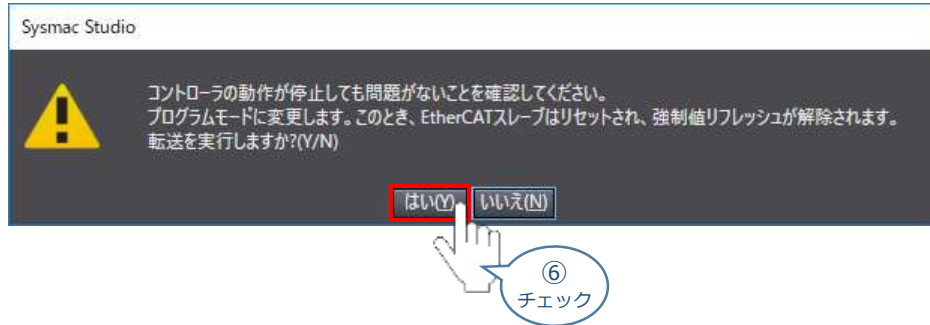 Sysmac Studio
コントローラの動作が停止しても問題がないことを確認してください。
プログラムモードに変更します。このとき、EtherCATスレーブはリセットされ、強制値リフレッシュが解除されます。
転送を実行しますか?(Y/N)
はい(Y) いいえ(N)
⑥
チェック